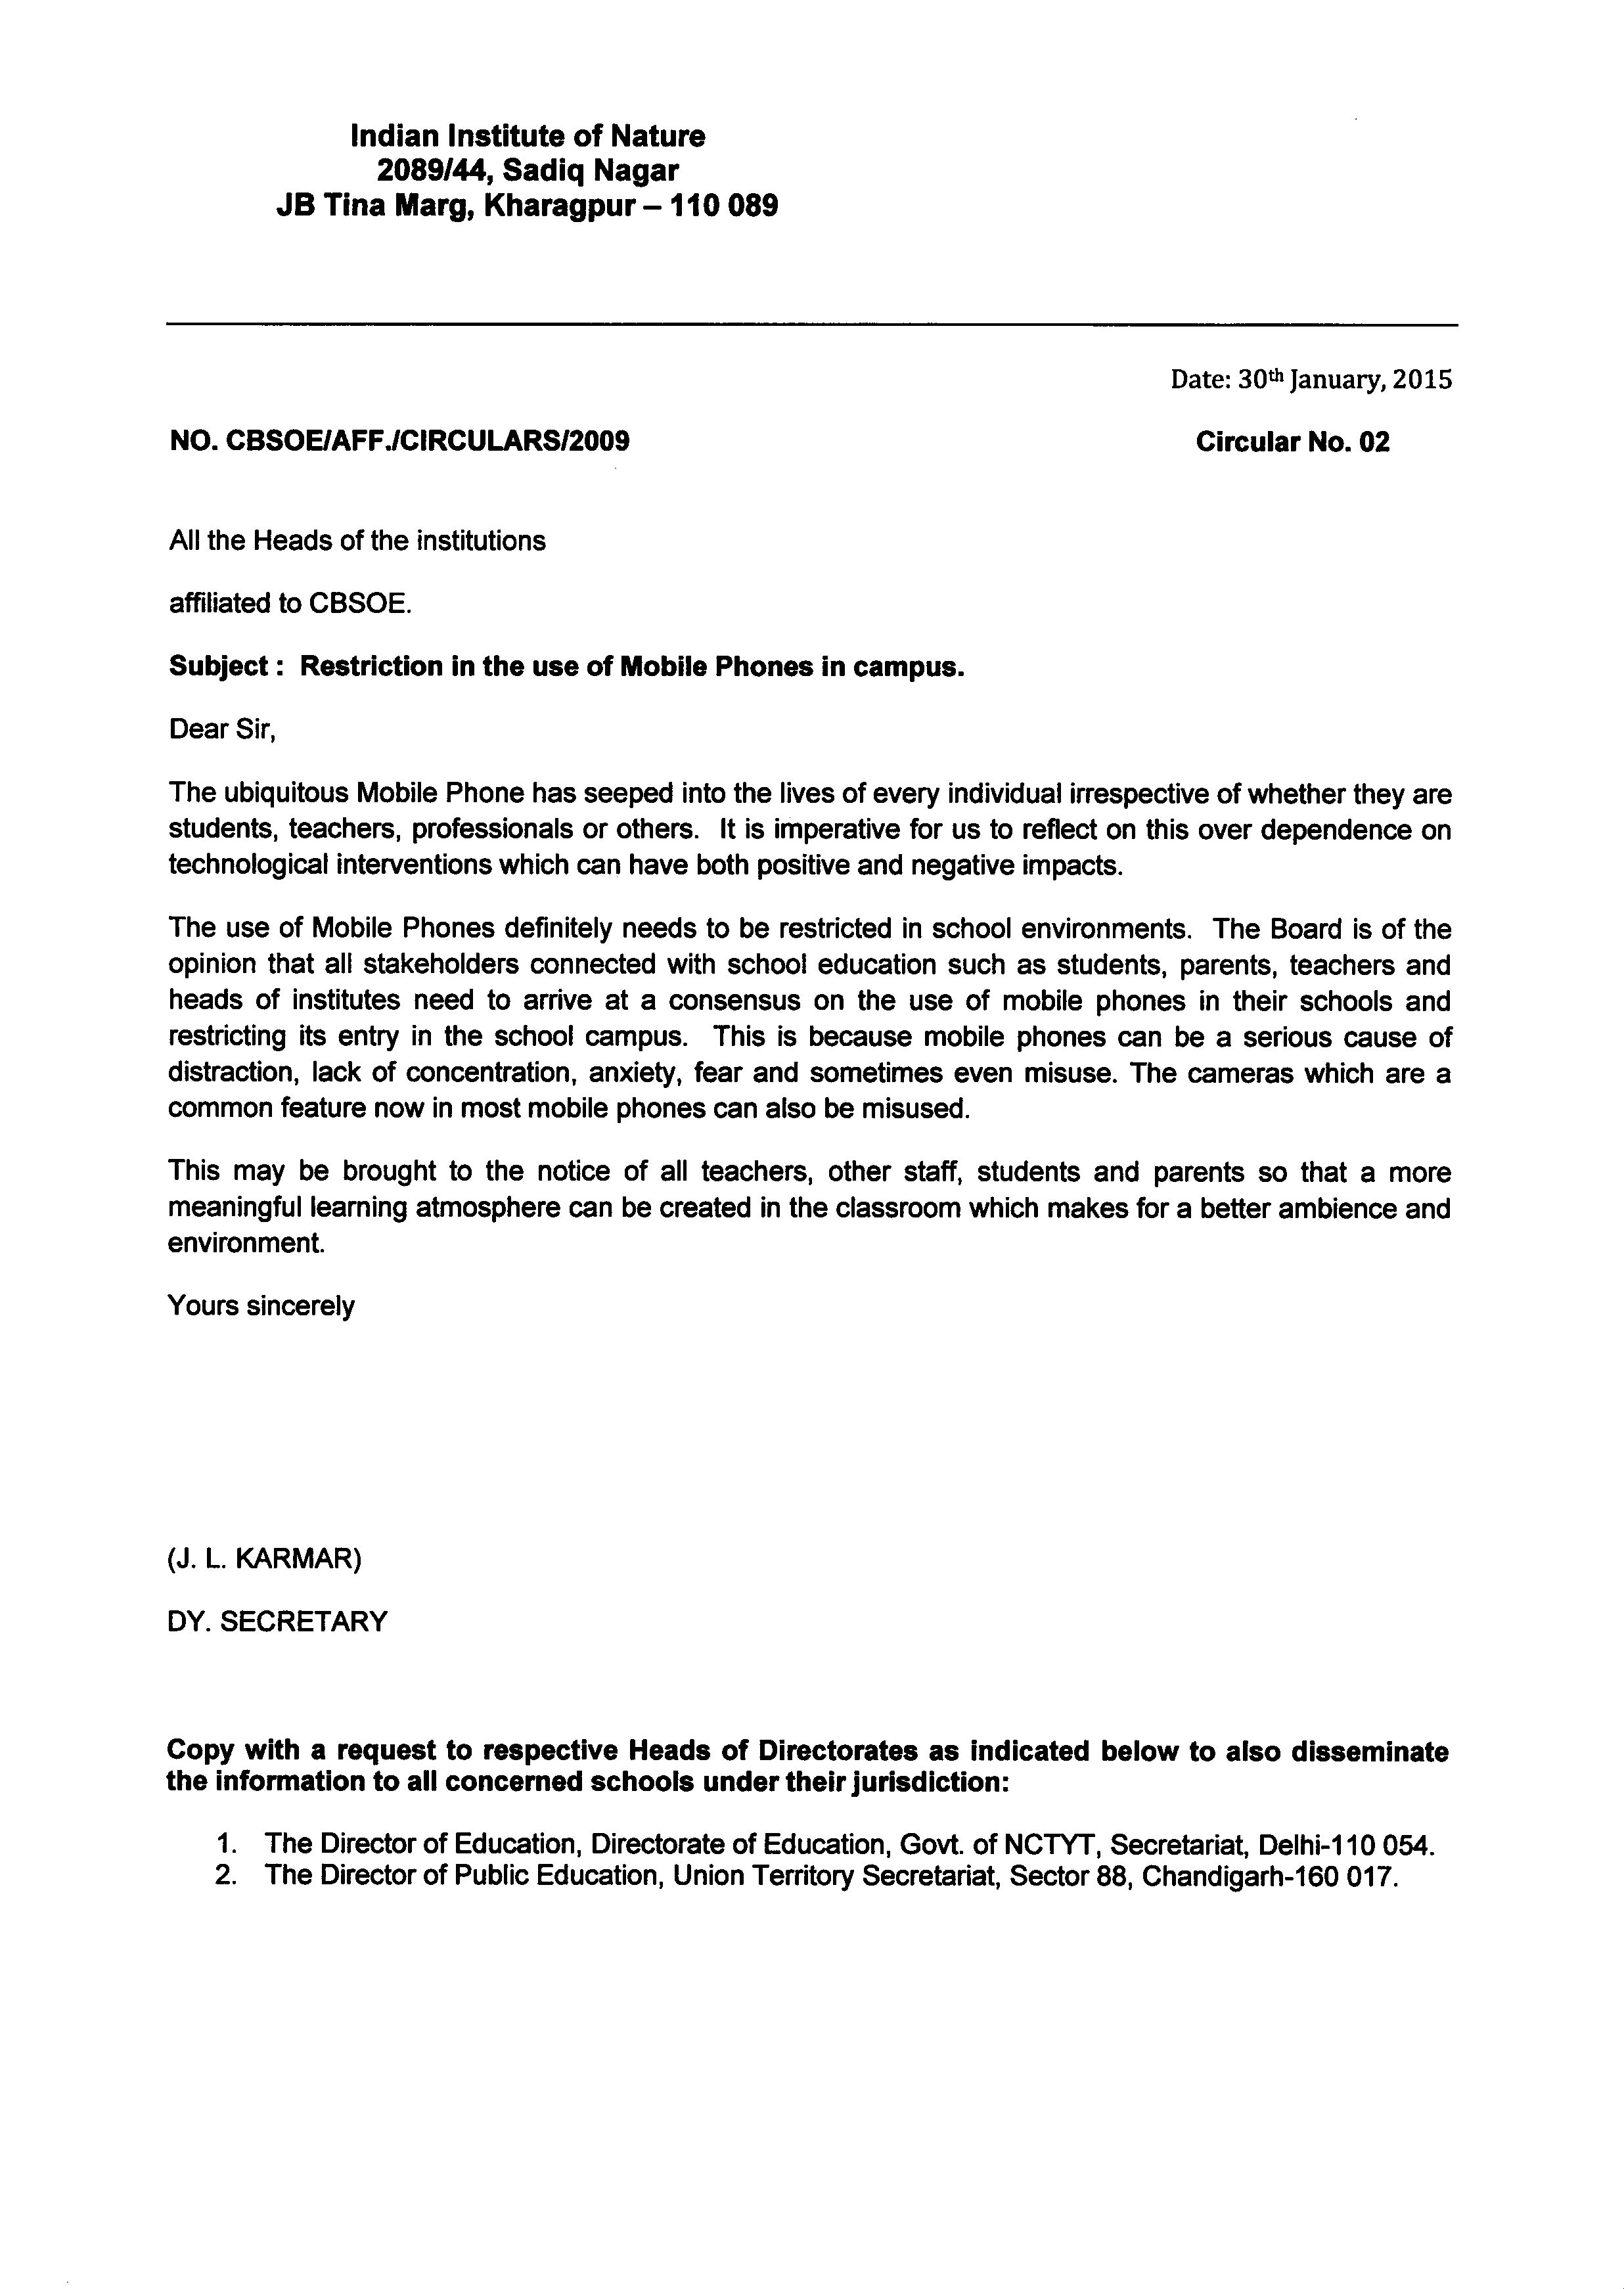 Indian Institute of Nature
2089/44, Sadiq Nagar
JB Tina Marg, Kharagpur – 110 089
Date: 30th January, 2015
NO. CBSOE/AFF./CIRCULARS/2009 Circular No. 02
All the Heads of the institutions
affiliated to CBSOE.
Subject : Restriction in the use of Mobile Phones in campus.
Dear Sir,
The ubiquitous Mobile Phone has seeped into the lives of every individual irrespective of whether they are
students, teachers, professionals or others. It is imperative for us to reflect on this over dependence on
technological interventions which can have both positive and negative impacts.
The use of Mobile Phones definitely needs to be restricted in school environments. The Board is of the
opinion that all stakeholders connected with school education such as students, parents, teachers and
heads of institutes need to arrive at a consensus on the use of mobile phones in their schools and
restricting its entry in the school campus. This is because mobile phones can be a serious cause of
distraction, lack of concentration, anxiety, fear and sometimes even misuse. The cameras which are a
common feature now in most mobile phones can also be misused.
This may be brought to the notice of all teachers, other staff, students and parents so that a more
meaningful learning atmosphere can be created in the classroom which makes for a better ambience and
environment.
Yours sincerely
(J. L. KARMAR)
DY. SECRETARY
Copy with a request to respective Heads of Directorates as indicated below to also disseminate
the information to all concerned schools under their jurisdiction:
1. The Director of Education, Directorate of Education, Govt. of NCTYT, Secretariat, Delhi-110 054.
2. The Director of Public Education, Union Territory Secretariat, Sector 88, Chandigarh-160 017.